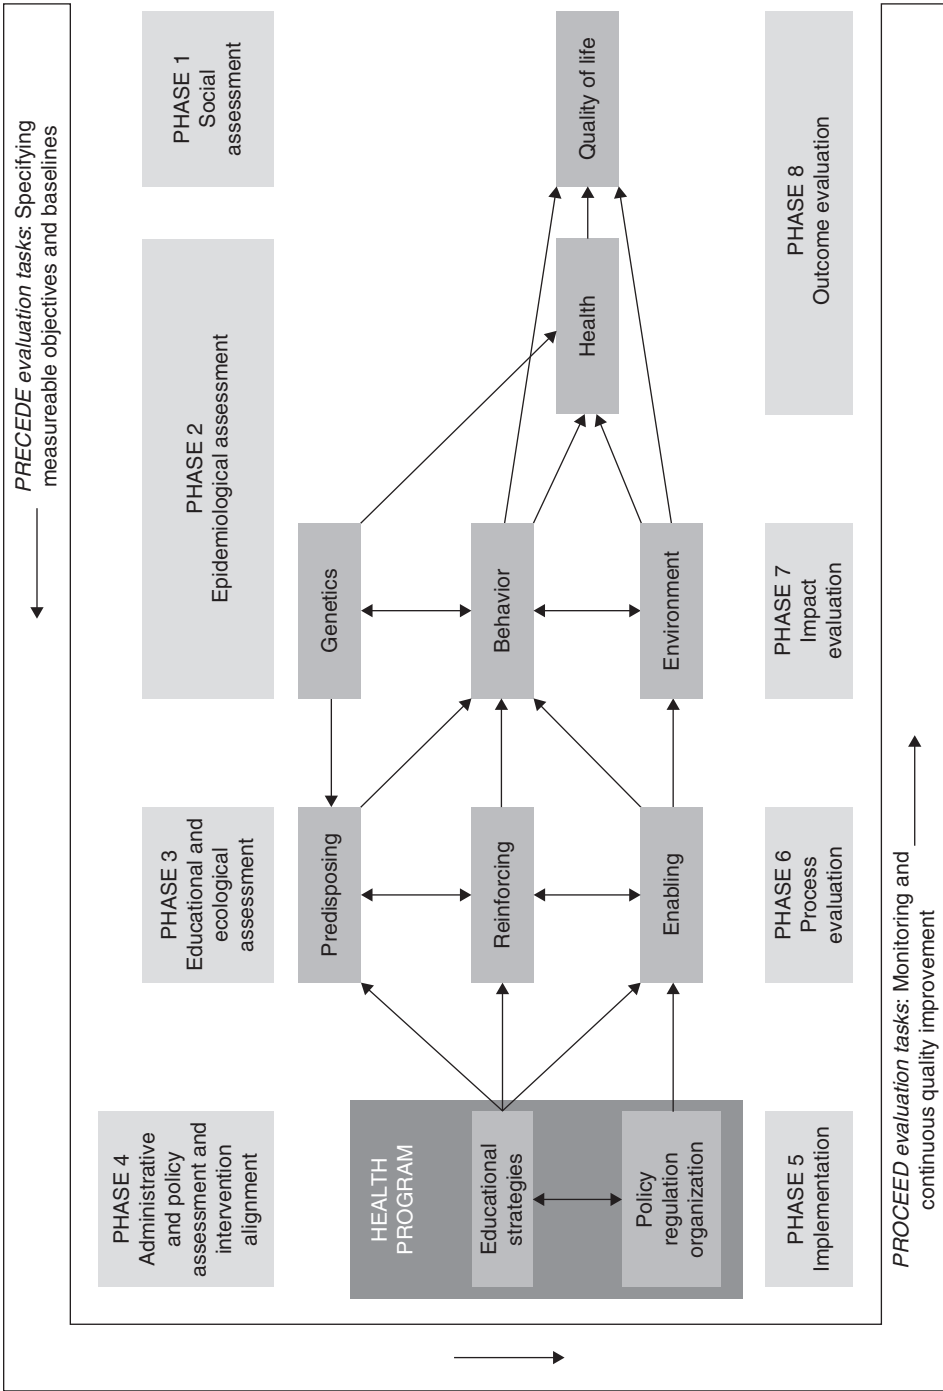 PRECEDE evaluation tasks: Specifying
measureable objectives and baselines
PHASE 4
Administrative
and policy
assessment and
intervention
alignment
PHASE 3
Educational and
ecological
assessment
PHASE 2
Epidemiological assessment
PHASE 1
Social
assessment
HEALTH
PROGRAM
Educational
strategies
Policy
regulation
organization
Predisposing
Reinforcing
Enabling
Genetics
Behavior
Environment
Health
Quality of life
PHASE 5
Implementation
PHASE 6
Process
evaluation
PHASE 7
Impact
evaluation
PHASE 8
Outcome evaluation
PROCEED evaluation tasks: Monitoring and
continuous quality improvement